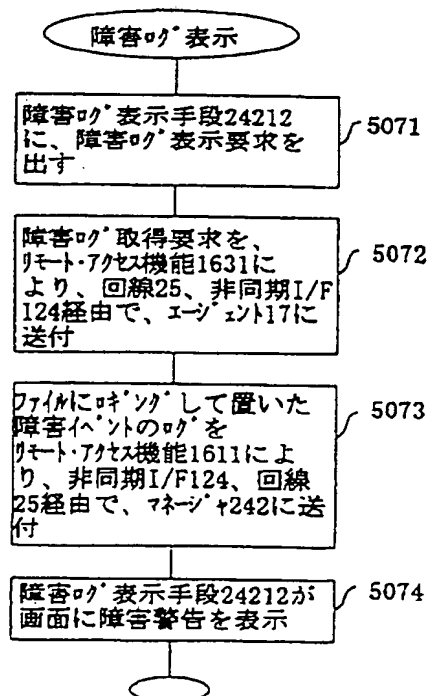 障害ログ表示
障害ログ表示手段24212
に、障害ログ表示要求を
出す
5071
障害ログ取得要求を、
リモート・アクセス機能1631に
より、回線25、非同期I/F
124経由で、エージェント17に
送付
5072
ファイルにロギングして置いた
障害イベントのログを
リモート・アクセス機能1611によ
り、非同期I/F124、回線
25経由で、マネージャ242に送
付
5073
障害ログ表示手段24212が
画面に障害警告を表示
5074